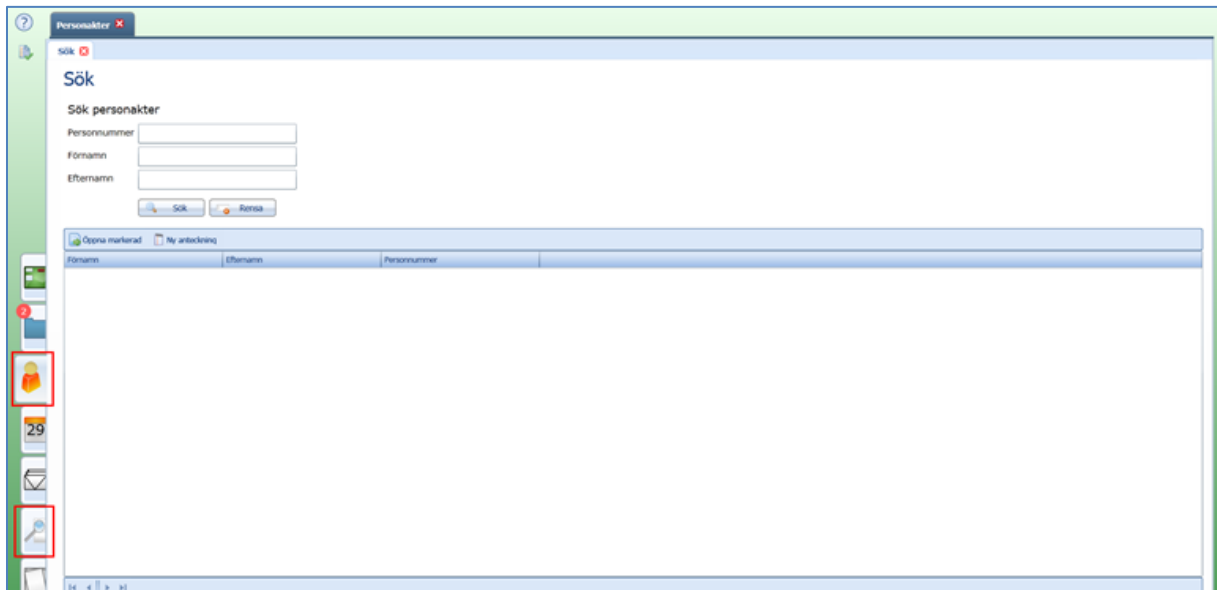 Personakter
Sök
Sök
Sök personakter
Personnummer
Förnamn
Efternamn
Sök Rensa
Öppna markerad Ny anteckning
Förnamn Efternamn Personnummer
2
29